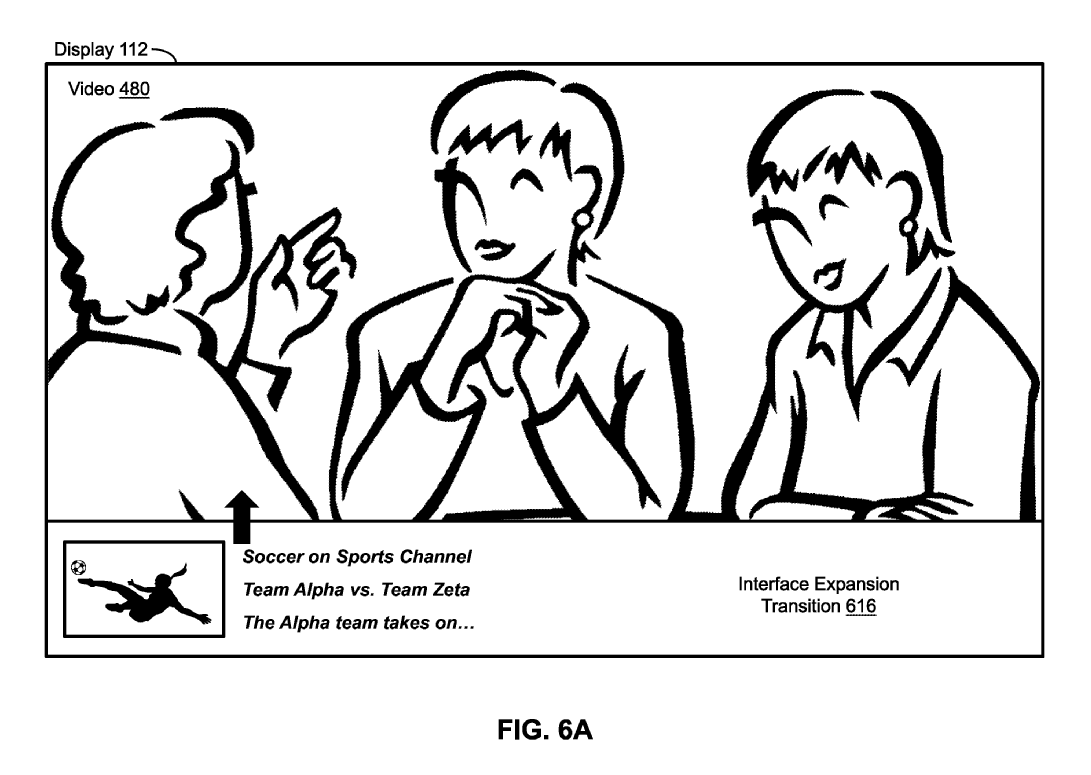 Display 112
Video 480
Soccer on Sports Channel
Team Alpha vs. Team Zeta
The Alpha team takes on...
Interface Expansion
Transition 616
FIG. 6A